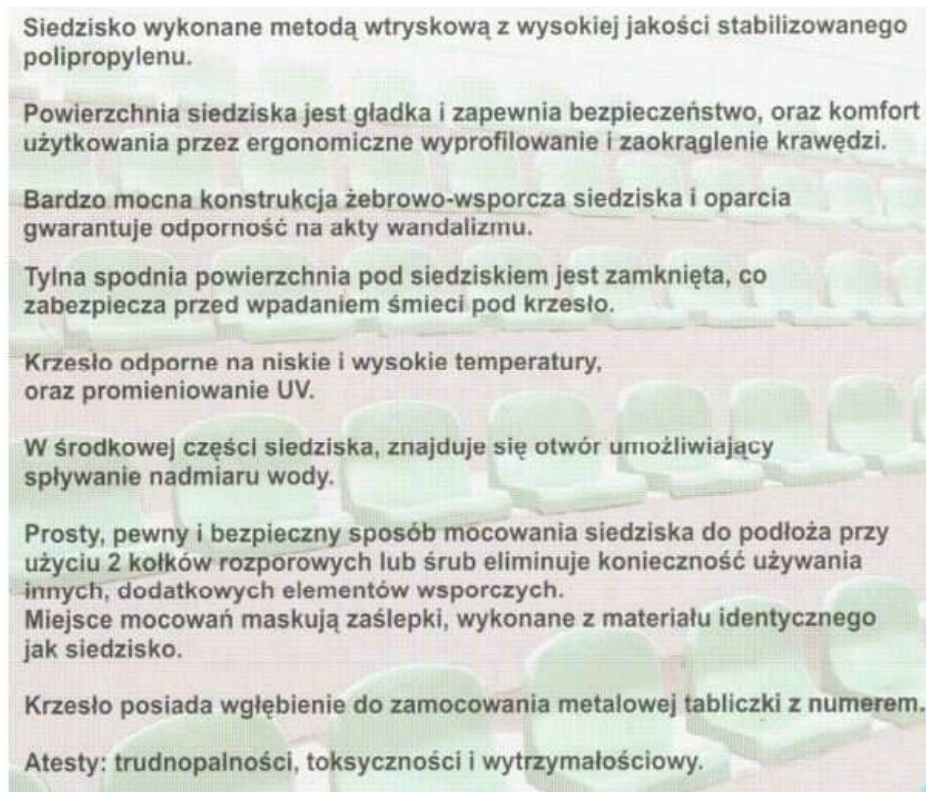 Siedzisko wykonane metodą wtryskową z wysokiej jakości stabilizowanego
polipropylenu.
Powierzchnia siedziska jest gładka i zapewnia bezpieczeństwo, oraz komfort
użytkowania przez ergonomiczne wyprofilowanie i zaokrąglenie krawędzi.
Bardzo mocna konstrukcja żebrowo-wsporcza siedziska i oparcia
gwarantuje odporność na akty wandalizmu.
Tylna spodnia powierzchnia pod siedziskiem jest zamknięta, co
zabezpiecza przed wpadaniem śmieci pod krzesło.
Krzesło odporne na niskie i wysokie temperatury,
oraz promieniowanie UV.
W środkowej części siedziska, znajduje się otwór umożliwiający
spływanie nadmiaru wody.
Prosty, pewny i bezpieczny sposób mocowania siedziska do podłoża przy
użyciu 2 kołków rozporowych lub śrub eliminuje konieczność używania
innych, dodatkowych elementów wsporczych.
Miejsce mocowań maskują zaślepki, wykonane z materiału identycznego
jak siedzisko.
Krzesło posiada wgłębienie do zamocowania metalowej tabliczki z numerem.
Atesty: trudnopalności, toksyczności i wytrzymałościowy.